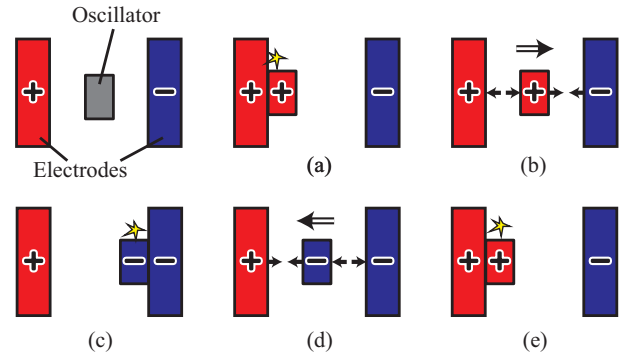 Oscillator
+ −
Electrodes
+ + −
(a)
+ + −
(b)
+ − −
(c)
+ − −
(d)
+ + −
(e)